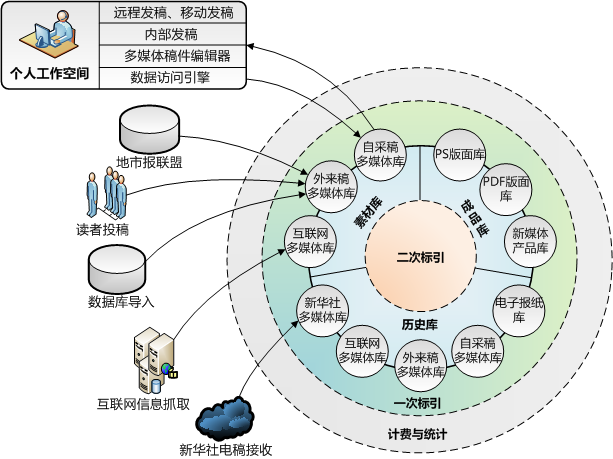 远程发稿、移动发稿
内部发稿
多媒体稿件编辑器
数据访问引擎
个人工作空间
地市报联盟
读者投稿
数据库导入
互联网信息抓取
新华社电稿接收
自采稿
多媒体库
外来稿
多媒体库
互联网
多媒体库
新华社
多媒体库
互联网
多媒体库
外来稿
多媒体库
自采稿
多媒体库
电子报纸
库
新媒体
产品库
PDF版面
库
PS版面库
素材库
成品库
历史库
二次标引
一次标引
计费与统计